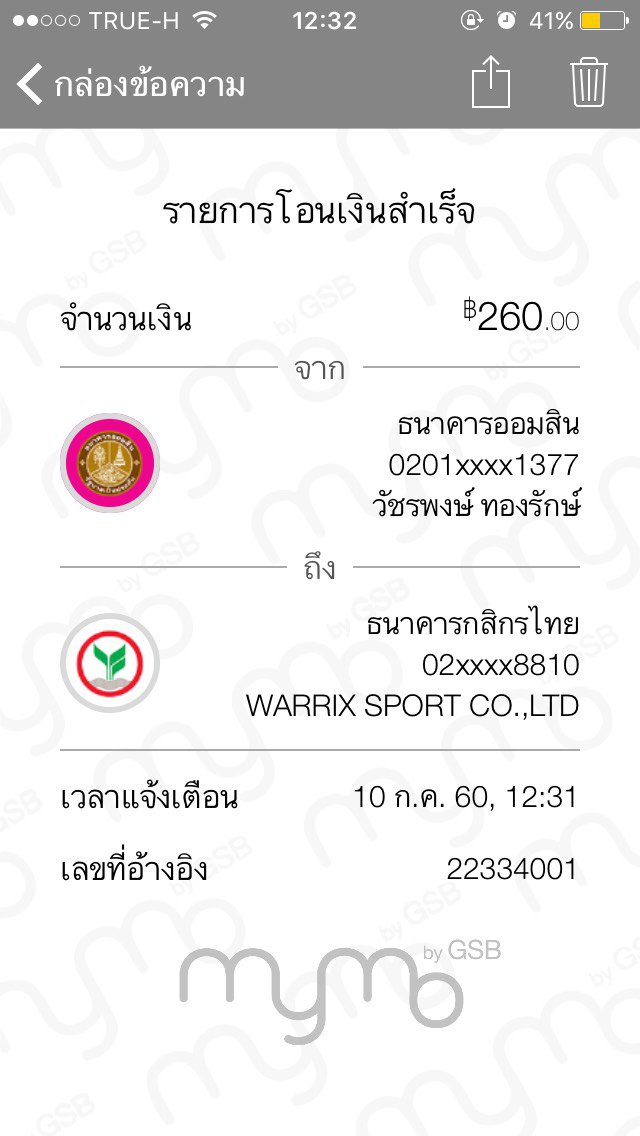 TRUE-H 12:32 41%
กล่องข้อความ
รายการโอนเงินสำเร็จ
จำนวนเงิน ฿260.00
จาก
ธนาคารออมสิน
0201xxxx1377
วัชรพงษ์ ทองรักษ์
ถึง
ธนาคารกสิกรไทย
02xxxx8810
WARRIX SPORT CO.,LTD
เวลาแจ้งเตือน 10 ก.ค. 60, 12:31
เลขที่อ้างอิง 22334001
mymo by GSB